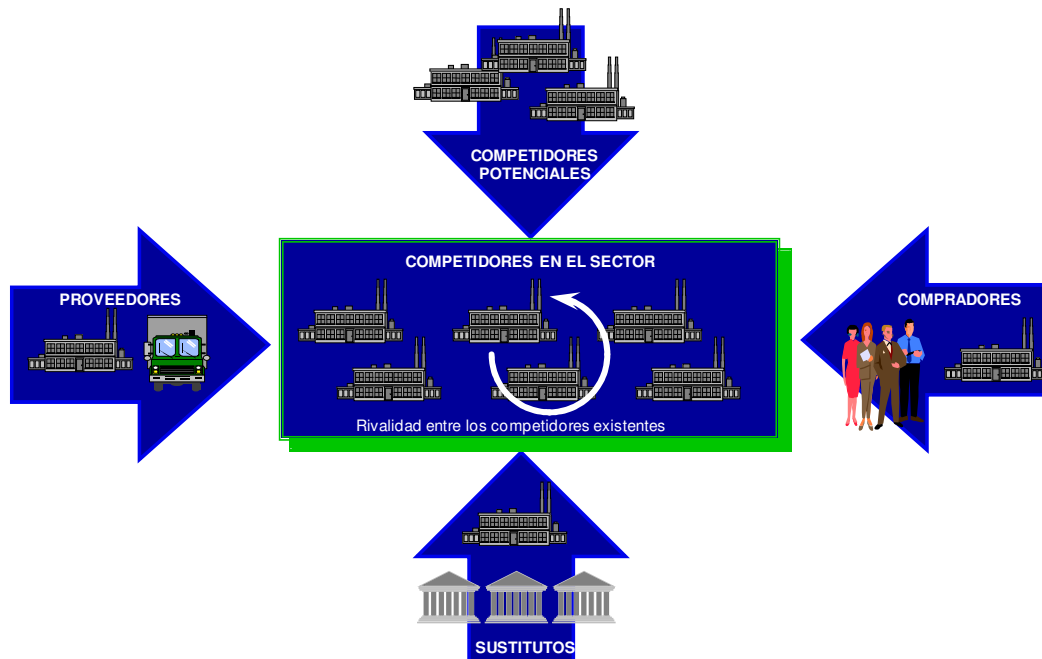 COMPETIDORES
POTENCIALES
COMPETIDORES EN EL SECTOR
PROVEEDORES
COMPRADORES
Rivalidad entre los competidores existentes
SUSTITUTOS